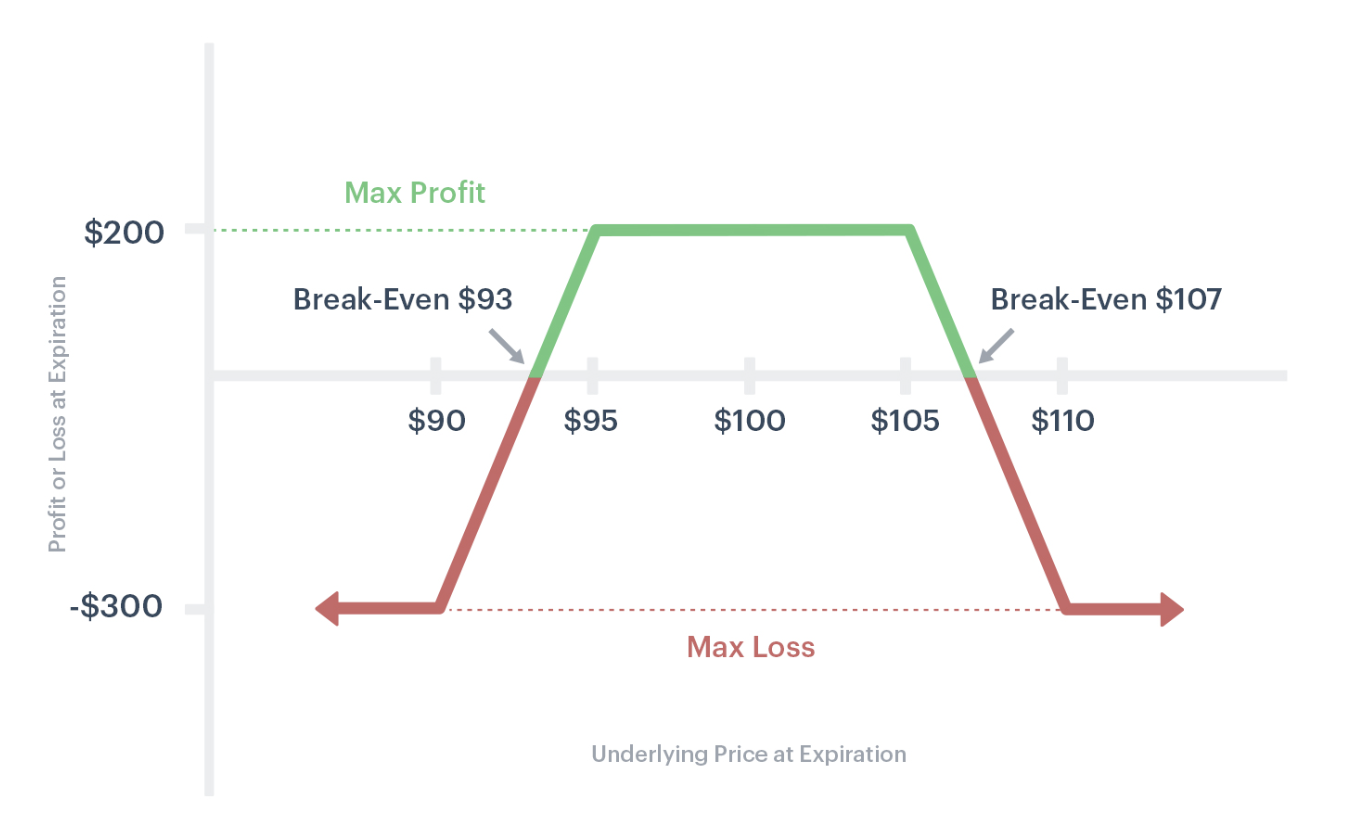 Max Profit
$200
Break-Even $93
Break-Even $107
Profit or Loss at Expiration
$90
$95
$100
$105
$110
-$300
Max Loss
Underlying Price at Expiration